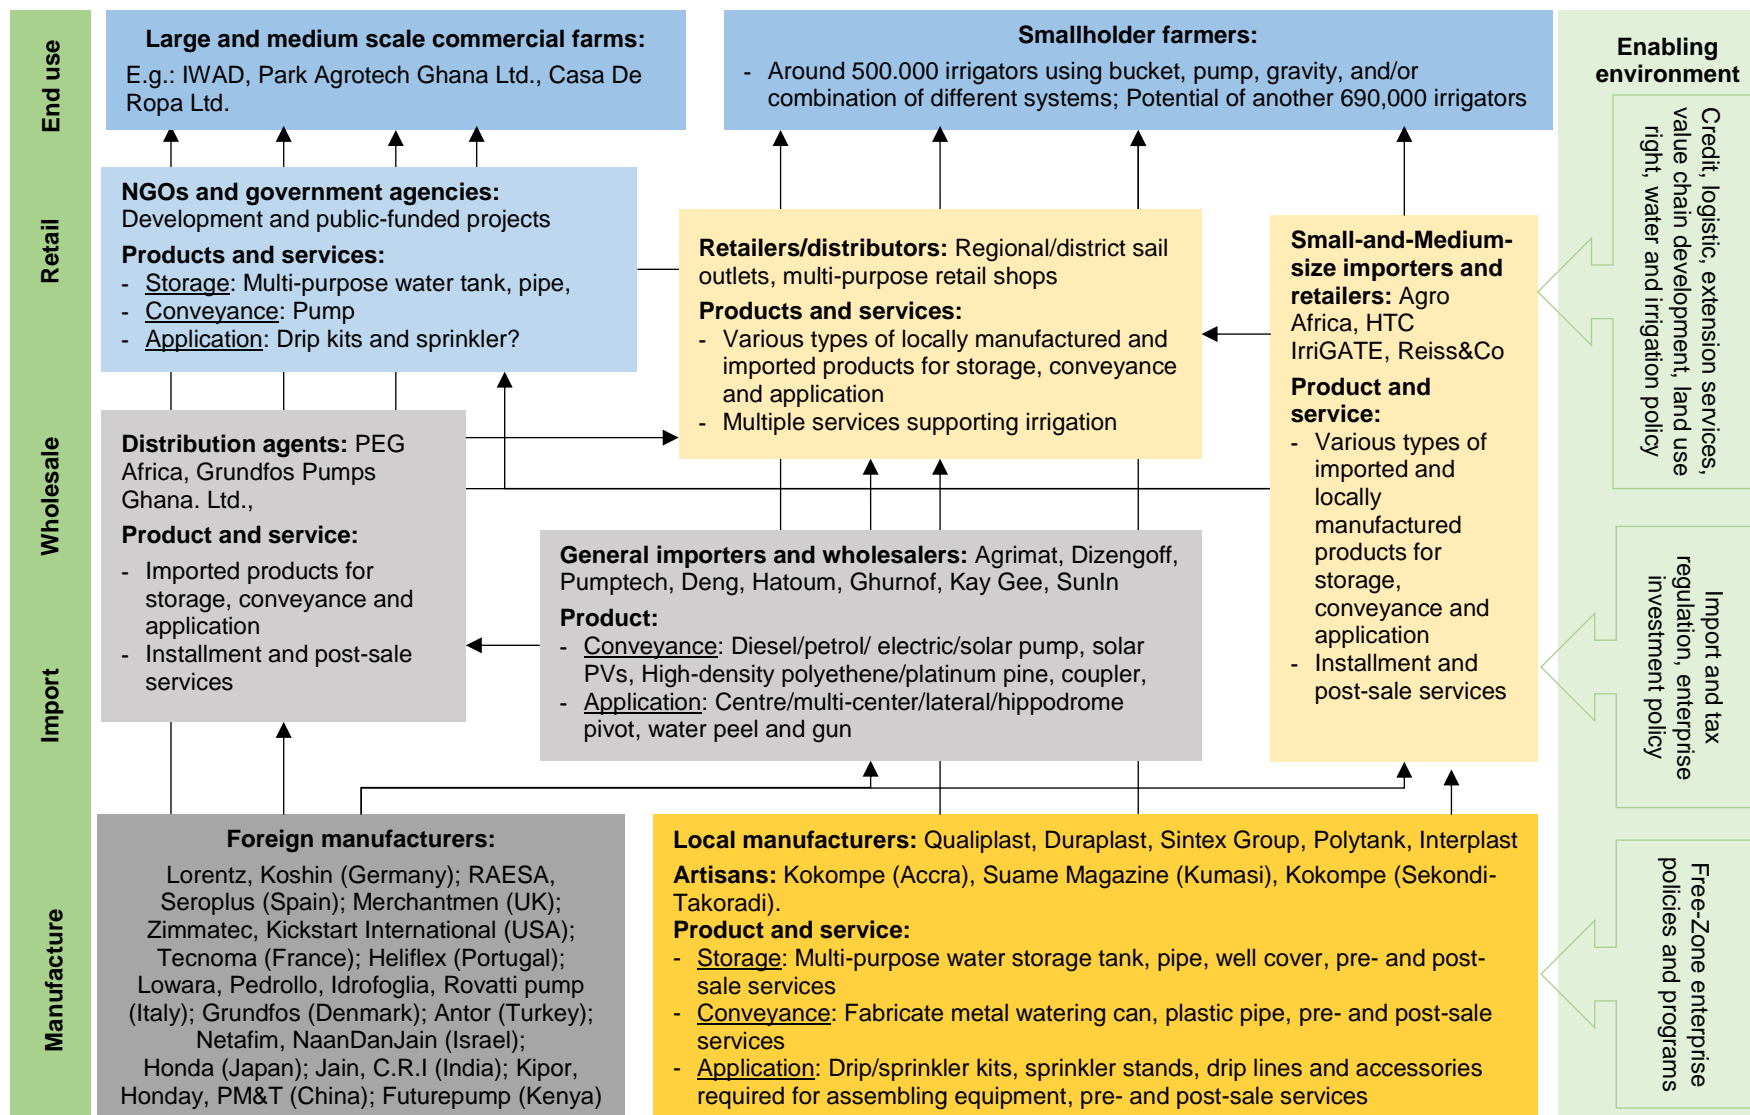 End use
Retail
Wholesale
Import
Manufacture
Large and medium scale commercial farms:
E.g.: IWAD, Park Agrotech Ghana Ltd., Casa De
Ropa Ltd.
Smallholder farmers:
- Around 500.000 irrigators using bucket, pump, gravity, and/or
combination of different systems; Potential of another 690,000 irrigators
NGOs and government agencies:
Development and public-funded projects
Products and services:
- Storage: Multi-purpose water tank, pipe,
- Conveyance: Pump
- Application: Drip kits and sprinkler?
Retailers/distributors: Regional/district sail
outlets, multi-purpose retail shops
Products and services:
- Various types of locally manufactured and
imported products for storage, conveyance
and application
- Multiple services supporting irrigation
Small-and-Medium-
size importers and
retailers: Agro
Africa, HTC
IrriGATE, Reiss&Co
Product and
service:
- Various types of
imported and
locally
manufactured
products for
storage,
conveyance and
application
- Installment and
post-sale services
Distribution agents: PEG
Africa, Grundfos Pumps
Ghana. Ltd.,
Product and service:
- Imported products for
storage, conveyance and
application
- Installment and post-sale
services
General importers and wholesalers: Agrimat, Dizengoff,
Pumptech, Deng, Hatoum, Ghurnof, Kay Gee, SunIn
Product:
- Conveyance: Diesel/petrol/ electric/solar pump, solar
PVs, High-density polyethene/platinum pine, coupler,
- Application: Centre/multi-center/lateral/hippodrome
pivot, water peel and gun
Foreign manufacturers:
Lorentz, Koshin (Germany); RAESA,
Seroplus (Spain); Merchantmen (UK);
Zimmatec, Kickstart International (USA);
Tecnoma (France); Heliflex (Portugal);
Lowara, Pedrollo, Idrofoglia, Rovatti pump
(Italy); Grundfos (Denmark); Antor (Turkey);
Netafim, NaanDanJain (Israel);
Honda (Japan); Jain, C.R.I (India); Kipor,
Honday, PM&T (China); Futurepump (Kenya)
Local manufacturers: Qualiplast, Duraplast, Sintex Group, Polytank, Interplast
Artisans: Kokompe (Accra), Suame Magazine (Kumasi), Kokompe (Sekondi-
Takoradi).
Product and service:
- Storage: Multi-purpose water storage tank, pipe, well cover, pre- and post-
sale services
- Conveyance: Fabricate metal watering can, plastic pipe, pre- and post-sale
services
- Application: Drip/sprinkler kits, sprinkler stands, drip lines and accessories
required for assembling equipment, pre- and post-sale services
Enabling
environment
Credit, logistic, extension services,
value chain development, land use
right, water and irrigation policy
Import and tax
regulation, enterprise
investment policy
Free-Zone enterprise
policies and programs